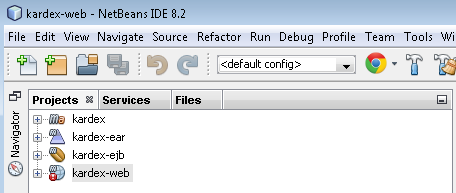 kardex-web - NetBeans IDE 8.2
File Edit View Navigate Source Refactor Run Debug Profile Team Tools
<default config>
Projects Services Files
Navigator
kardex
kardex-ear
kardex-ejb
kardex-web